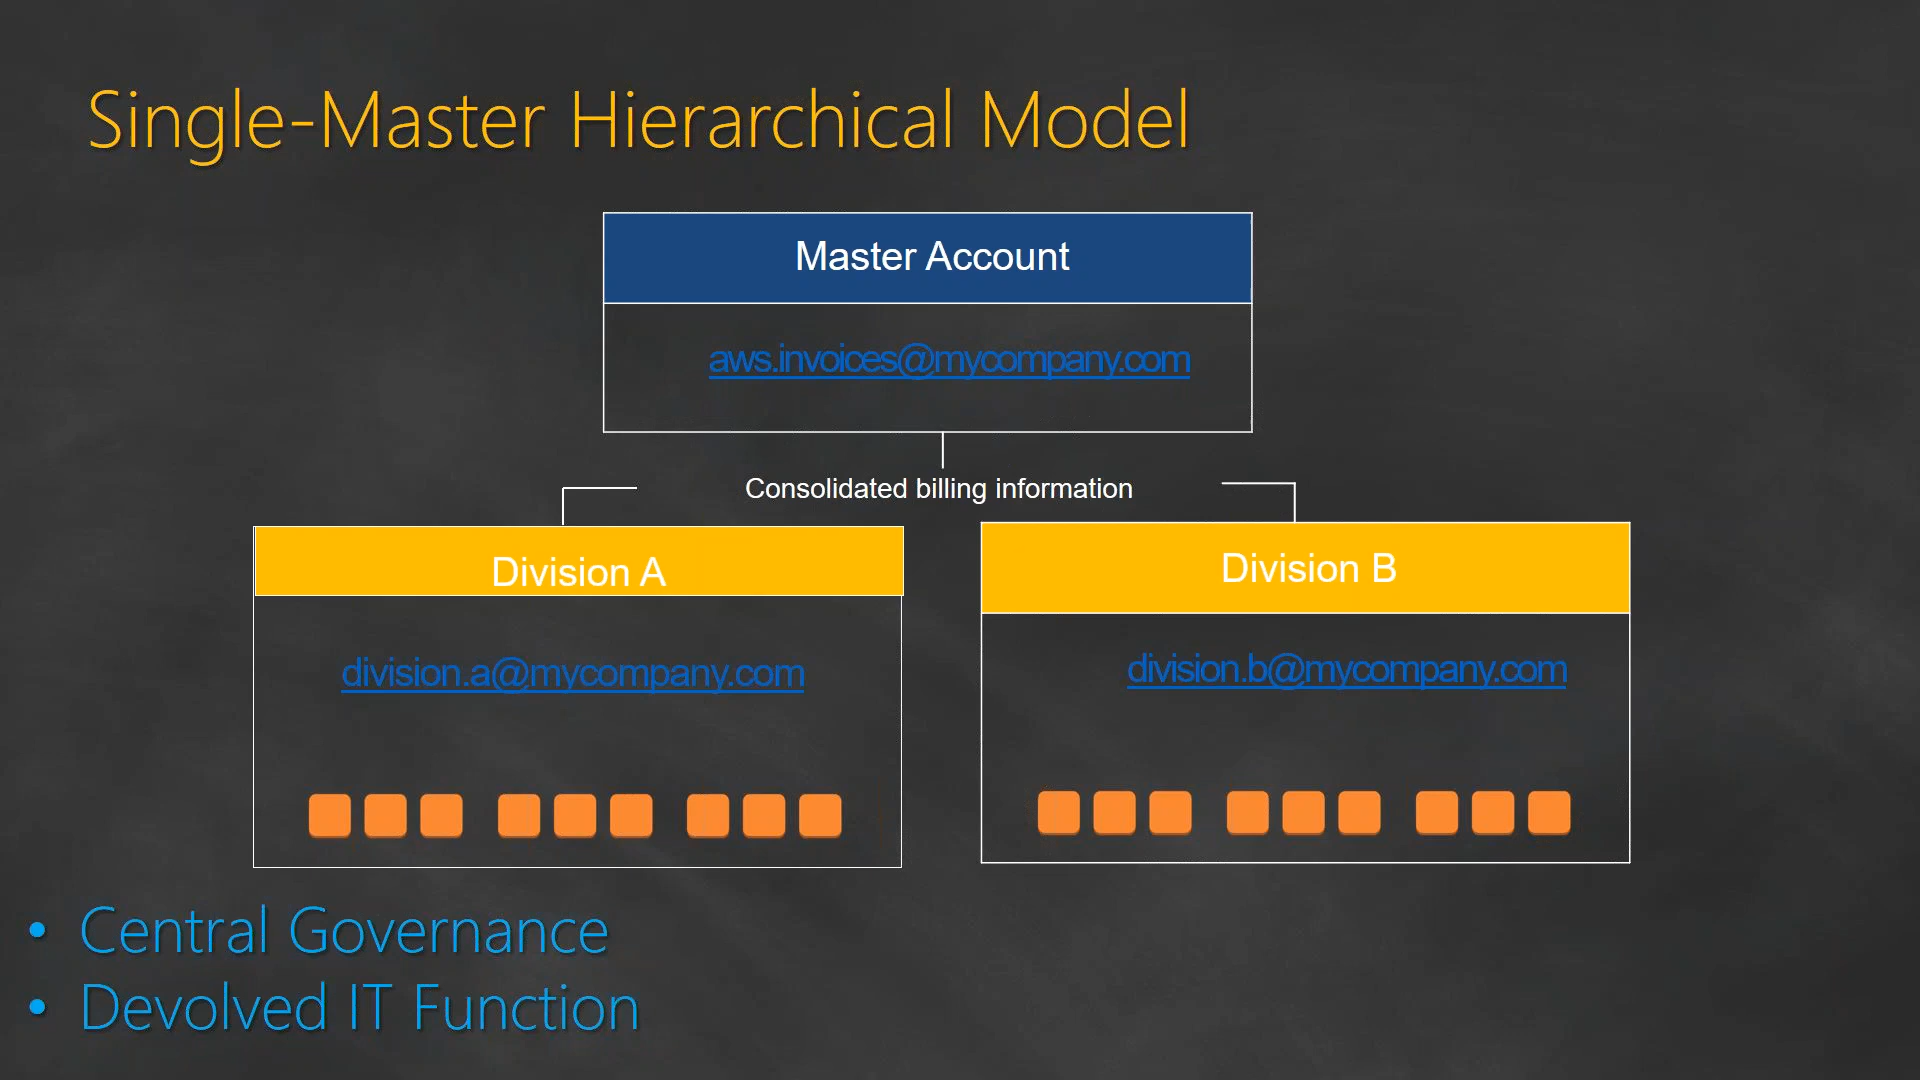 Single-Master Hierarchical Model
Master Account
aws.invoices@mycompany.com
Consolidated billing information
Division A
division.a@mycompany.com
Division B
division.b@mycompany.com
• Central Governance
• Devolved IT Function